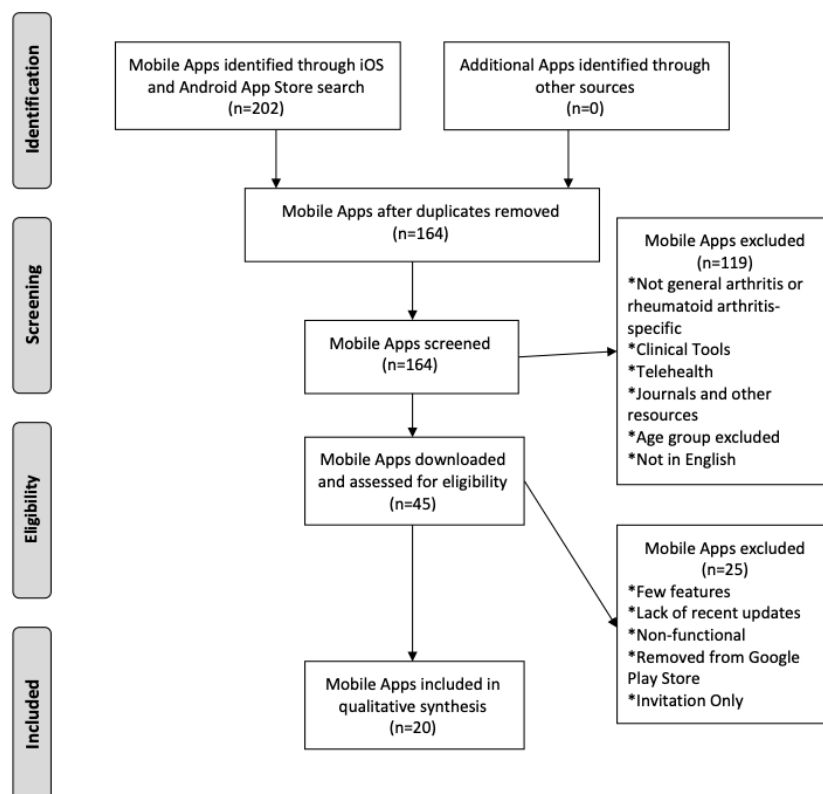 Identification
Mobile Apps identified through iOS
and Android App Store search
(n=202)
Additional Apps identified through
other sources
(n=0)
Mobile Apps after duplicates removed
(n=164)
Screening
Mobile Apps screened
(n=164)
Mobile Apps excluded
(n=119)
*Not general arthritis or
rheumatoid arthritis-
specific
*Clinical Tools
*Telehealth
*Journals and other
resources
*Age group excluded
*Not in English
Eligibility
Mobile Apps downloaded
and assessed for eligibility
(n=45)
Mobile Apps excluded
(n=25)
*Few features
*Lack of recent updates
*Non-functional
*Removed from Google
Play Store
*Invitation Only
Included
Mobile Apps included in
qualitative synthesis
(n=20)